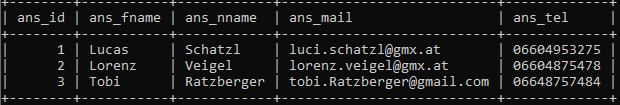 ans_id | ans_fname | ans_nname | ans_mail | ans_tel
1 | Lucas | Schatzl | luci.schatzl@gmx.at | 06604953275
2 | Lorenz | Veigel | lorenz.veigel@gmx.at | 06604875478
3 | Tobi | Ratzberger | tobi.Ratzberger@gmail.com | 06648757484